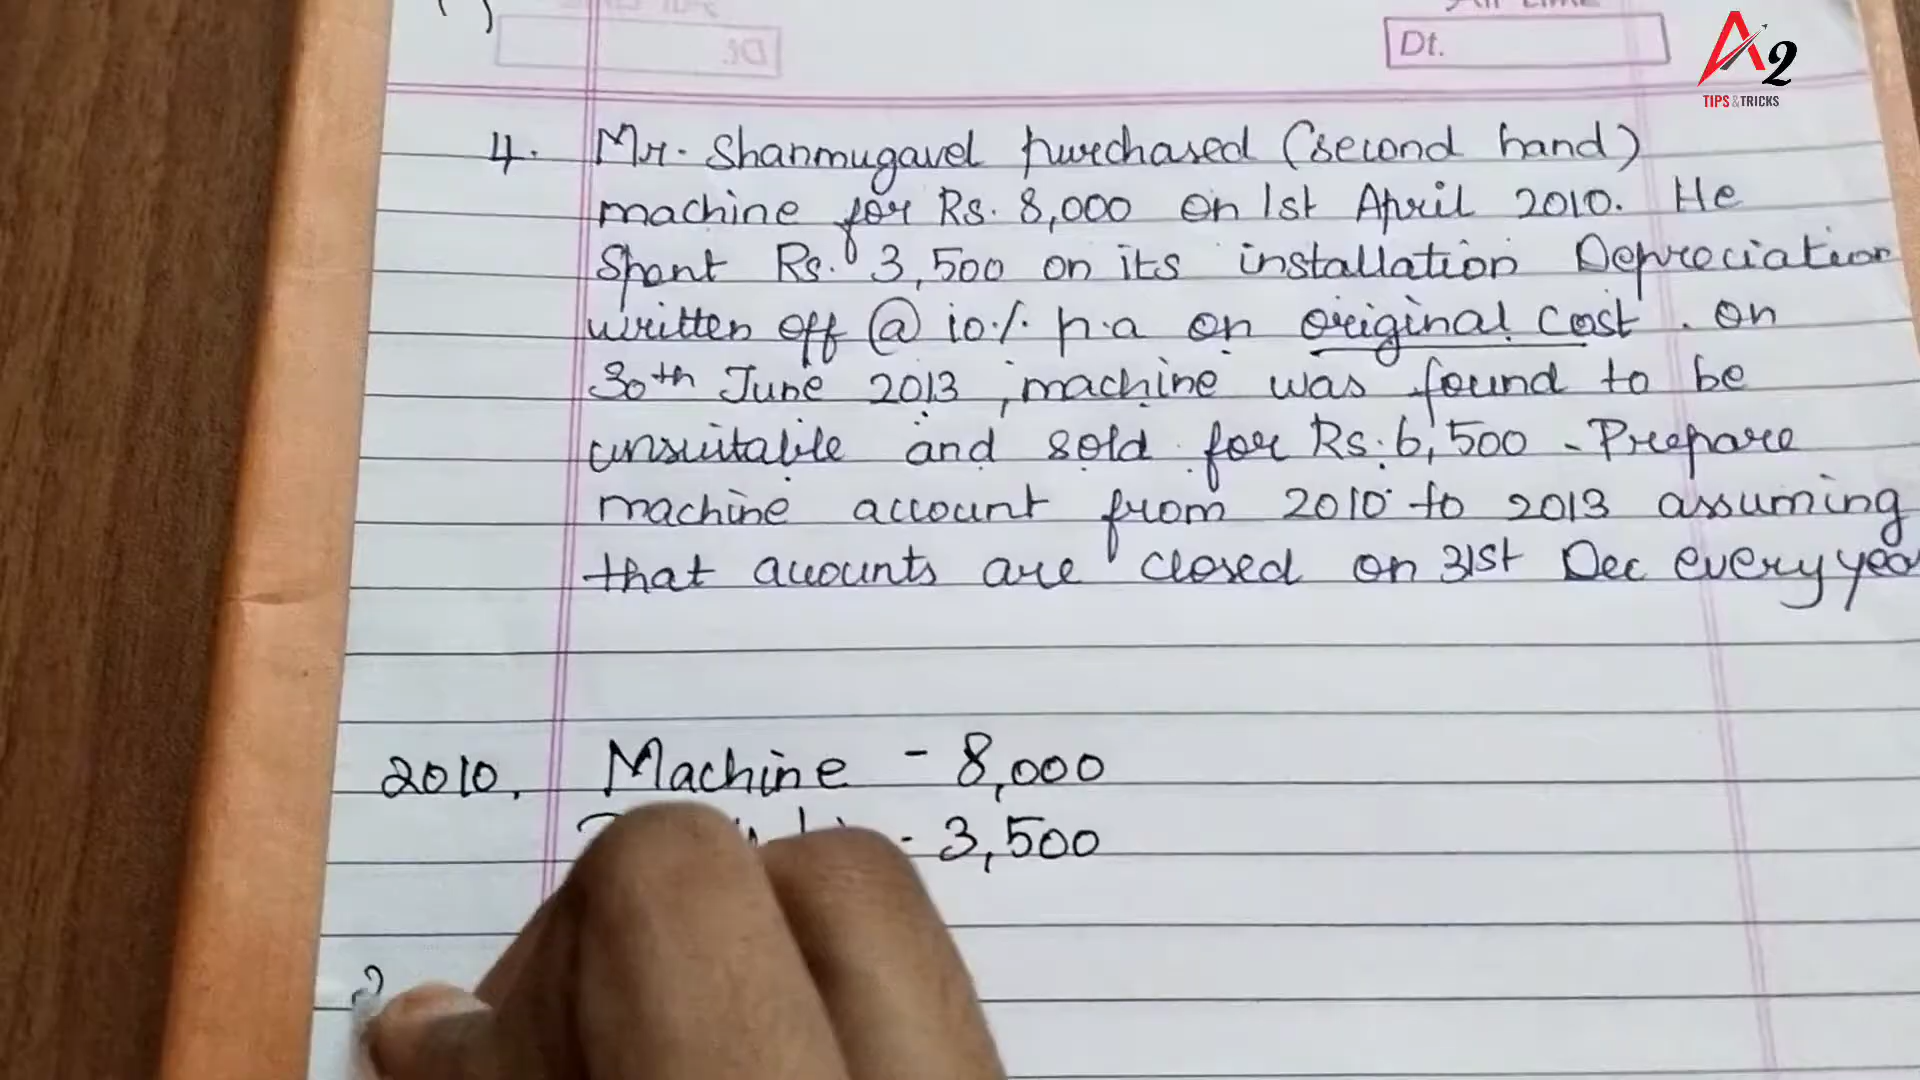 Dt.
A2
TIPS & TRICKS
4. Mr. Shanmugavel purchased (second hand)
machine for Rs. 8,000 on 1st April 2010. He
Spent Rs. 3,500 on its installation Depreciation
written off @ 10% p.a on original cost. on
30th June 2013, machine was found to be
unsuitable and sold for Rs. 6,500 - Prepare
machine account from 2010 to 2013 assuming
that accounts are closed on 31st Dec every year
2010. Machine - 8,000
- 3,500